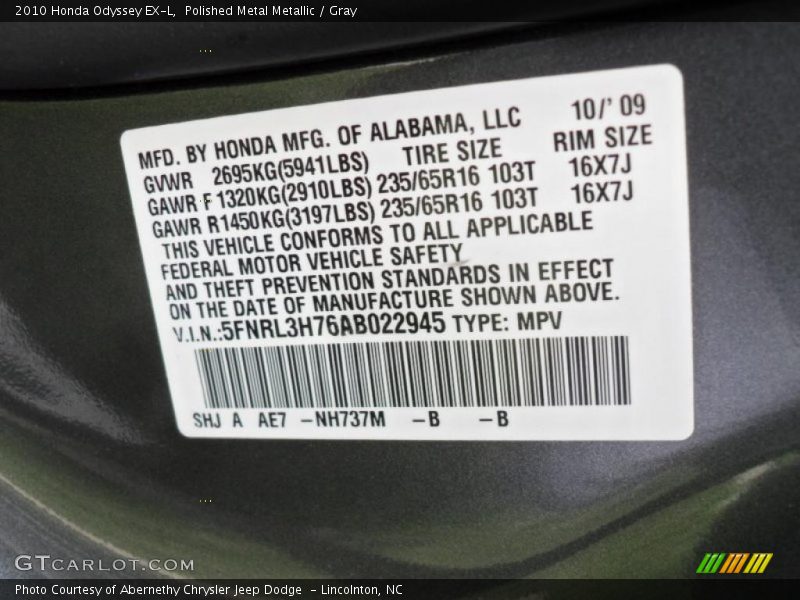 2010 Honda Odyssey EX-L, Polished Metal Metallic / Gray
MFD. BY HONDA MFG. OF ALABAMA, LLC 10/' 09
GVWR 2695KG(5941LBS) TIRE SIZE RIM SIZE
GAWR F 1320KG(2910LBS) 235/65R16 103T 16X7J
GAWR R1450KG(3197LBS) 235/65R16 103T 16X7J
THIS VEHICLE CONFORMS TO ALL APPLICABLE
FEDERAL MOTOR VEHICLE SAFETY
AND THEFT PREVENTION STANDARDS IN EFFECT
ON THE DATE OF MANUFACTURE SHOWN ABOVE.
V.I.N.:5FNRL3H76AB022945 TYPE: MPV
SHJ A AE7 -NH737M -B -B
GTCARLOT.COM
Photo Courtesy of Abernethy Chrysler Jeep Dodge - Lincolnton, NC